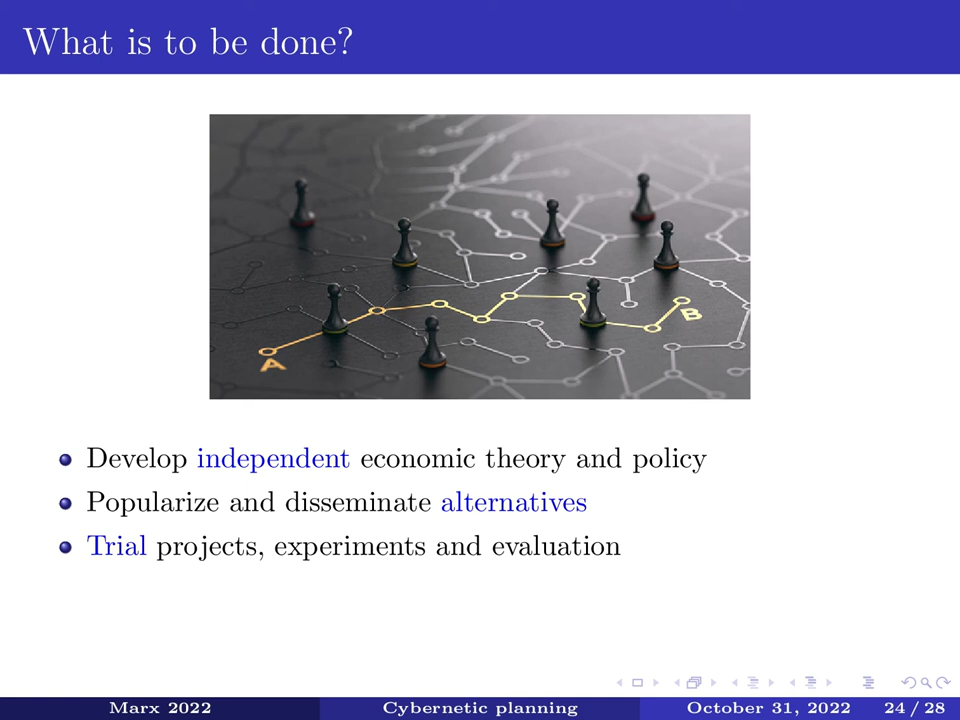 What is to be done?
A
B
Develop independent economic theory and policy
Popularize and disseminate alternatives
Trial projects, experiments and evaluation
Marx 2022 Cybernetic planning October 31, 2022 24 / 28